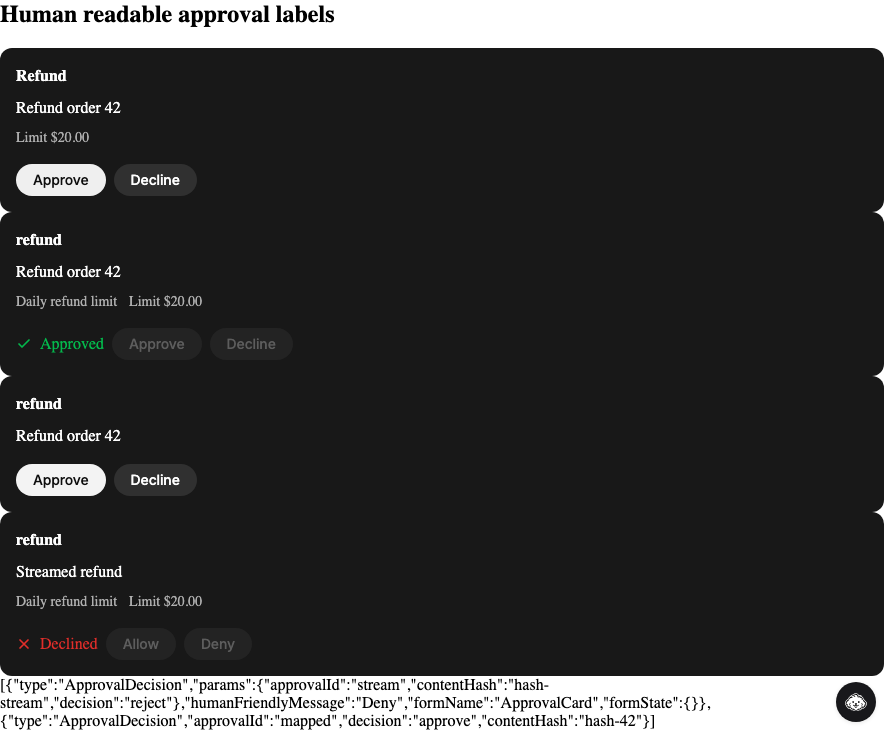 Human readable approval labels
Refund
Refund order 42
Limit $20.00
Approve Decline
refund
Refund order 42
Daily refund limit Limit $20.00
Approved Approve Decline
refund
Refund order 42
Approve Decline
refund
Streamed refund
Daily refund limit Limit $20.00
Declined Allow Deny
[{"type":"ApprovalDecision","params":{"approvalId":"stream","contentHash":"hash-
stream","decision":"reject"},"humanFriendlyMessage":"Deny","formName":"ApprovalCard","formState":{}},
{"type":"ApprovalDecision","approvalId":"mapped","decision":"approve","contentHash":"hash-42"}]